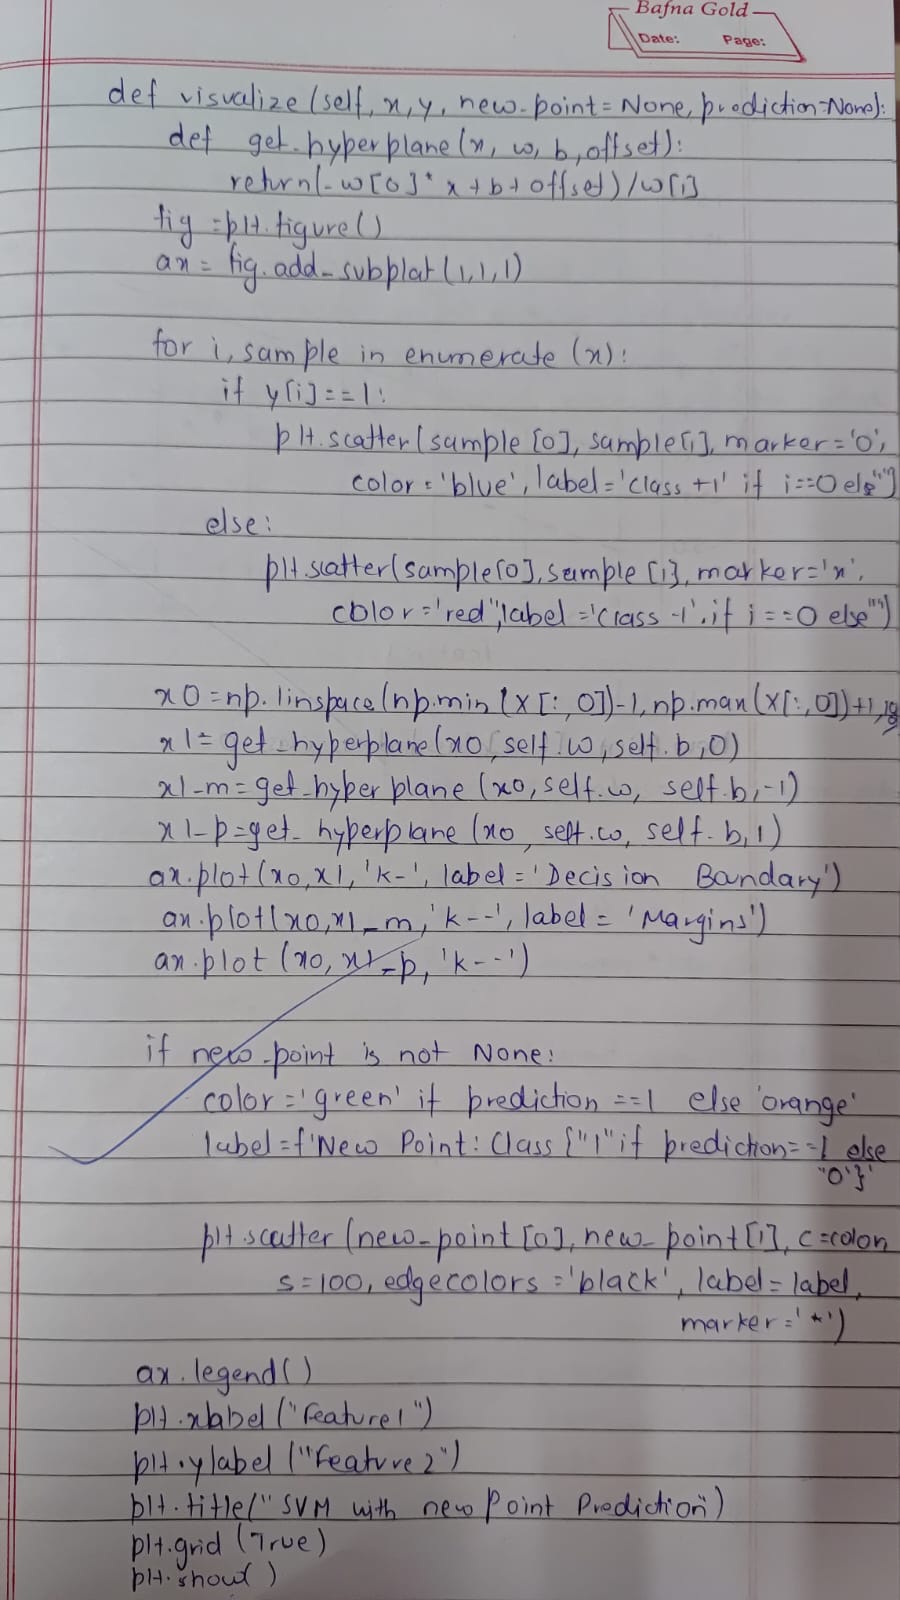 Bafna Gold
Date: Page:
def visualize(self, x, y, new_point=None, prediction=None):
def get_hyperplane(x, w, b, offset):
return(-w[0]* x+b+offset)/w[1]
fig =plt.figure()
ax= fig.add_subplat(1,1,1)
for i, sample in enumerate (x):
if y[i]==1:
plt.scatter(sample [0], sample[1], marker='o',
color='blue', label='class +1' if i==0 else"")
else:
plt.scatter(sample[0], sample [1], marker='x',
color='red", label='class -1'.if i==0 else"")
x0=np.linspace(np.min (X[:, 0])-1, np.max(X[:,0])+1,
x1= get_hyperplane(x0, self.w, self.b,0)
x1_m=get_hyper plane (x0, self.w, self.b,-1)
x1_p=get_ hyperplane (x0, self.w, self.b,1)
ax.plot(x0,x1, 'k-', label='Decision Bandary')
ax.plot(x0,x1_m,'k--', label= 'Margins')
ax.plot (x0, x1_p, 'k--')
if new_point is not None:
color='green' if prediction ==1 else 'orange'
label=f'New Point: Class {"1"if prediction==1 else
"0"}'
plt.scatter (new_point [0], new_point[1], c=color,
s=100, edgecolors='black', label=label,
marker='*')
ax.legend()
plt.xlabel("Feature1")
plt.ylabel ("Feature2")
plt.title("SVM with new Point Prediction")
plt.grid (True)
plt.show()